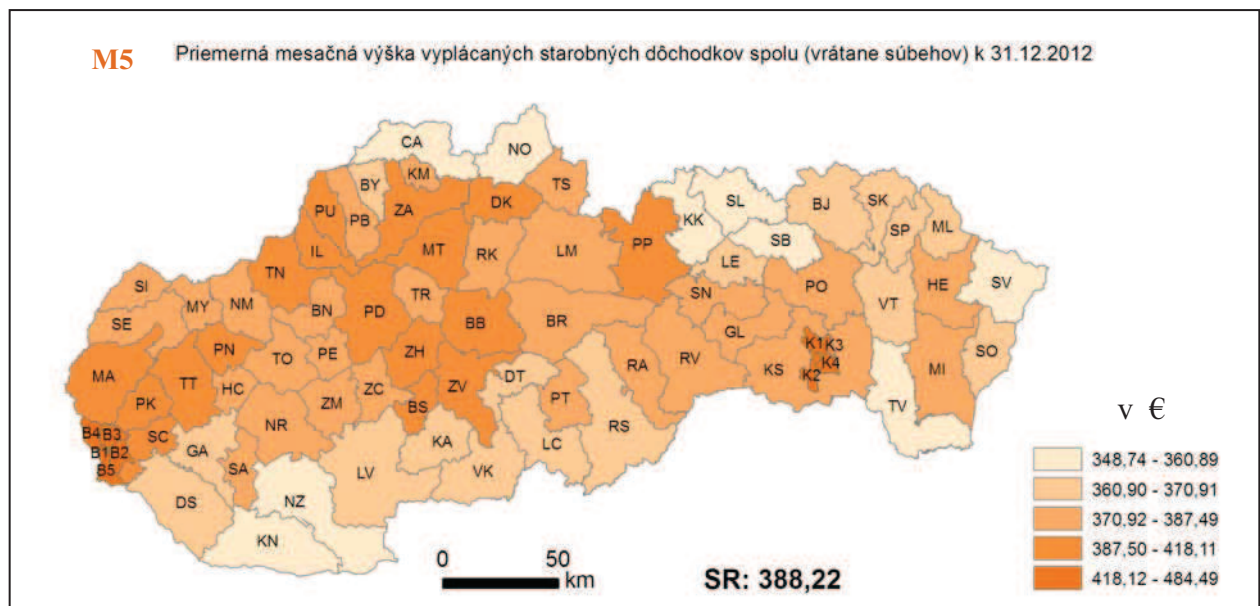 M5 Priemerná mesačná výška vyplácaných starobných dôchodkov spolu (vrátane súbehov) k 31.12.2012
CA NO
BY KM TS
PU PB ZA DK KK SL BJ SK
IL MT RK LM PP SB SP ML
TN LE
SI NM BN TR SN PO VT HE SV
SE MY PD BB BR GL
PN TO PE ZH K1 K3 SO
MA TT HC ZC ZV DT RA RV KS K4 MI
PK ZM BS PT K2
B4 B3 SC NR KA RS TV
B1 B2 GA LC
B5 SA LV VK
DS NZ
KN
v €
348,74 - 360,89
360,90 - 370,91
370,92 - 387,49
387,50 - 418,11
418,12 - 484,49
0 50
km
SR: 388,22